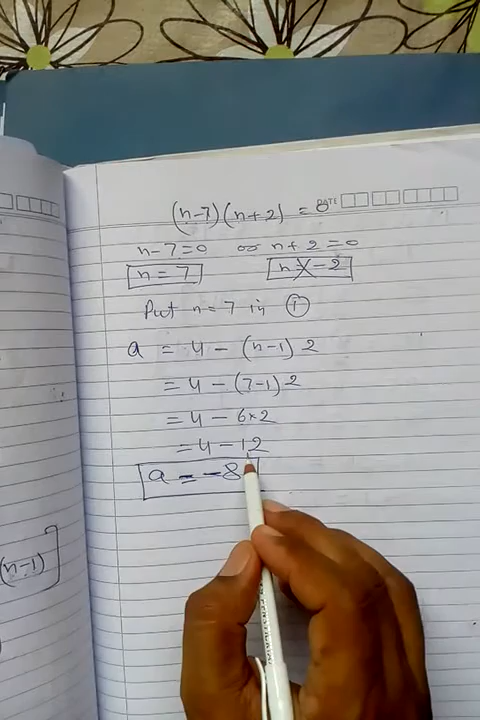 DATE
(n-7)(n+2) = 0
n-7=0 or n+2=0
n=7 n=-2
Put n=7 in ①
a = 4 - (n-1)2
= 4 - (7-1)2
= 4 - 6×2
= 4 - 12
a = -8
(n-1)]